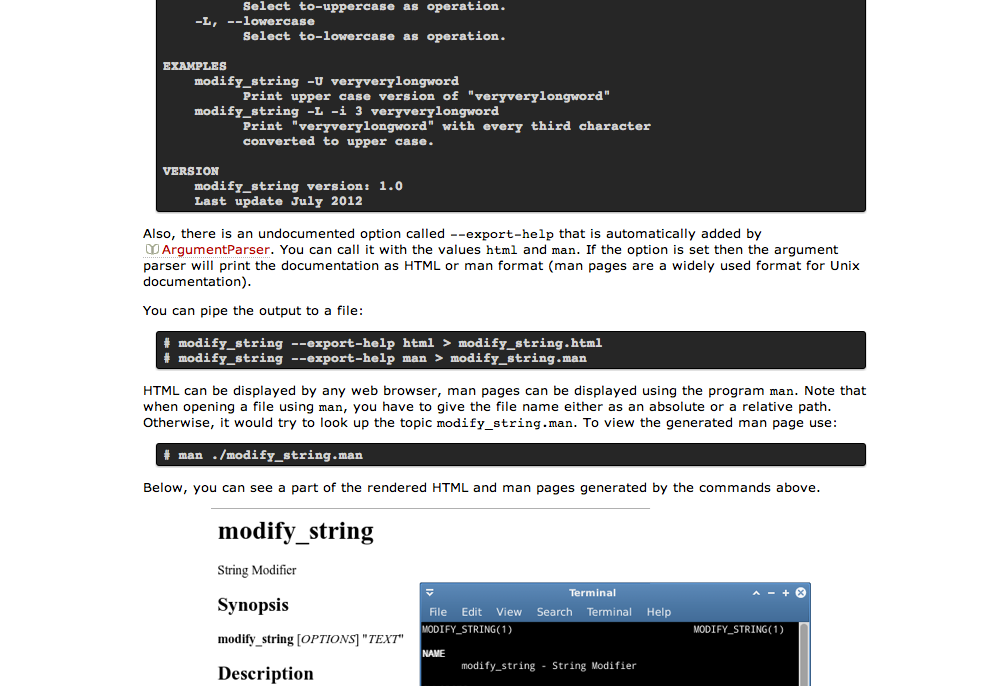 Select to-uppercase as operation.
-L, --lowercase
Select to-lowercase as operation.
EXAMPLES
modify_string -U veryverylongword
Print upper case version of "veryverylongword"
modify_string -L -i 3 veryverylongword
Print "veryverylongword" with every third character
converted to upper case.
VERSION
modify_string version: 1.0
Last update July 2012
Also, there is an undocumented option called --export-help that is automatically added by
ArgumentParser. You can call it with the values html and man. If the option is set then the argument
parser will print the documentation as HTML or man format (man pages are a widely used format for Unix
documentation).
You can pipe the output to a file:
# modify_string --export-help html > modify_string.html
# modify_string --export-help man > modify_string.man
HTML can be displayed by any web browser, man pages can be displayed using the program man. Note that
when opening a file using man, you have to give the file name either as an absolute or a relative path.
Otherwise, it would try to look up the topic modify_string.man. To view the generated man page use:
# man ./modify_string.man
Below, you can see a part of the rendered HTML and man pages generated by the commands above.
modify_string
String Modifier
Synopsis
modify_string [OPTIONS] "TEXT"
Description
Terminal
File Edit View Search Terminal Help
MODIFY_STRING(1) MODIFY_STRING(1)
NAME
modify_string - String Modifier